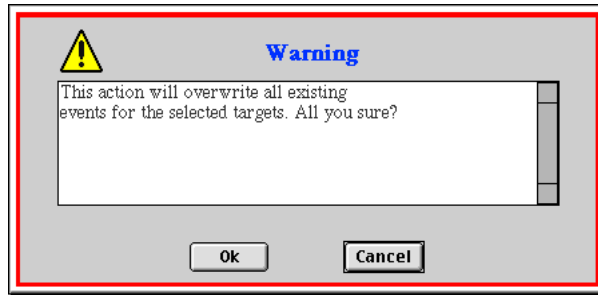 Warning
This action will overwrite all existing
events for the selected targets. All you sure?
Ok
Cancel